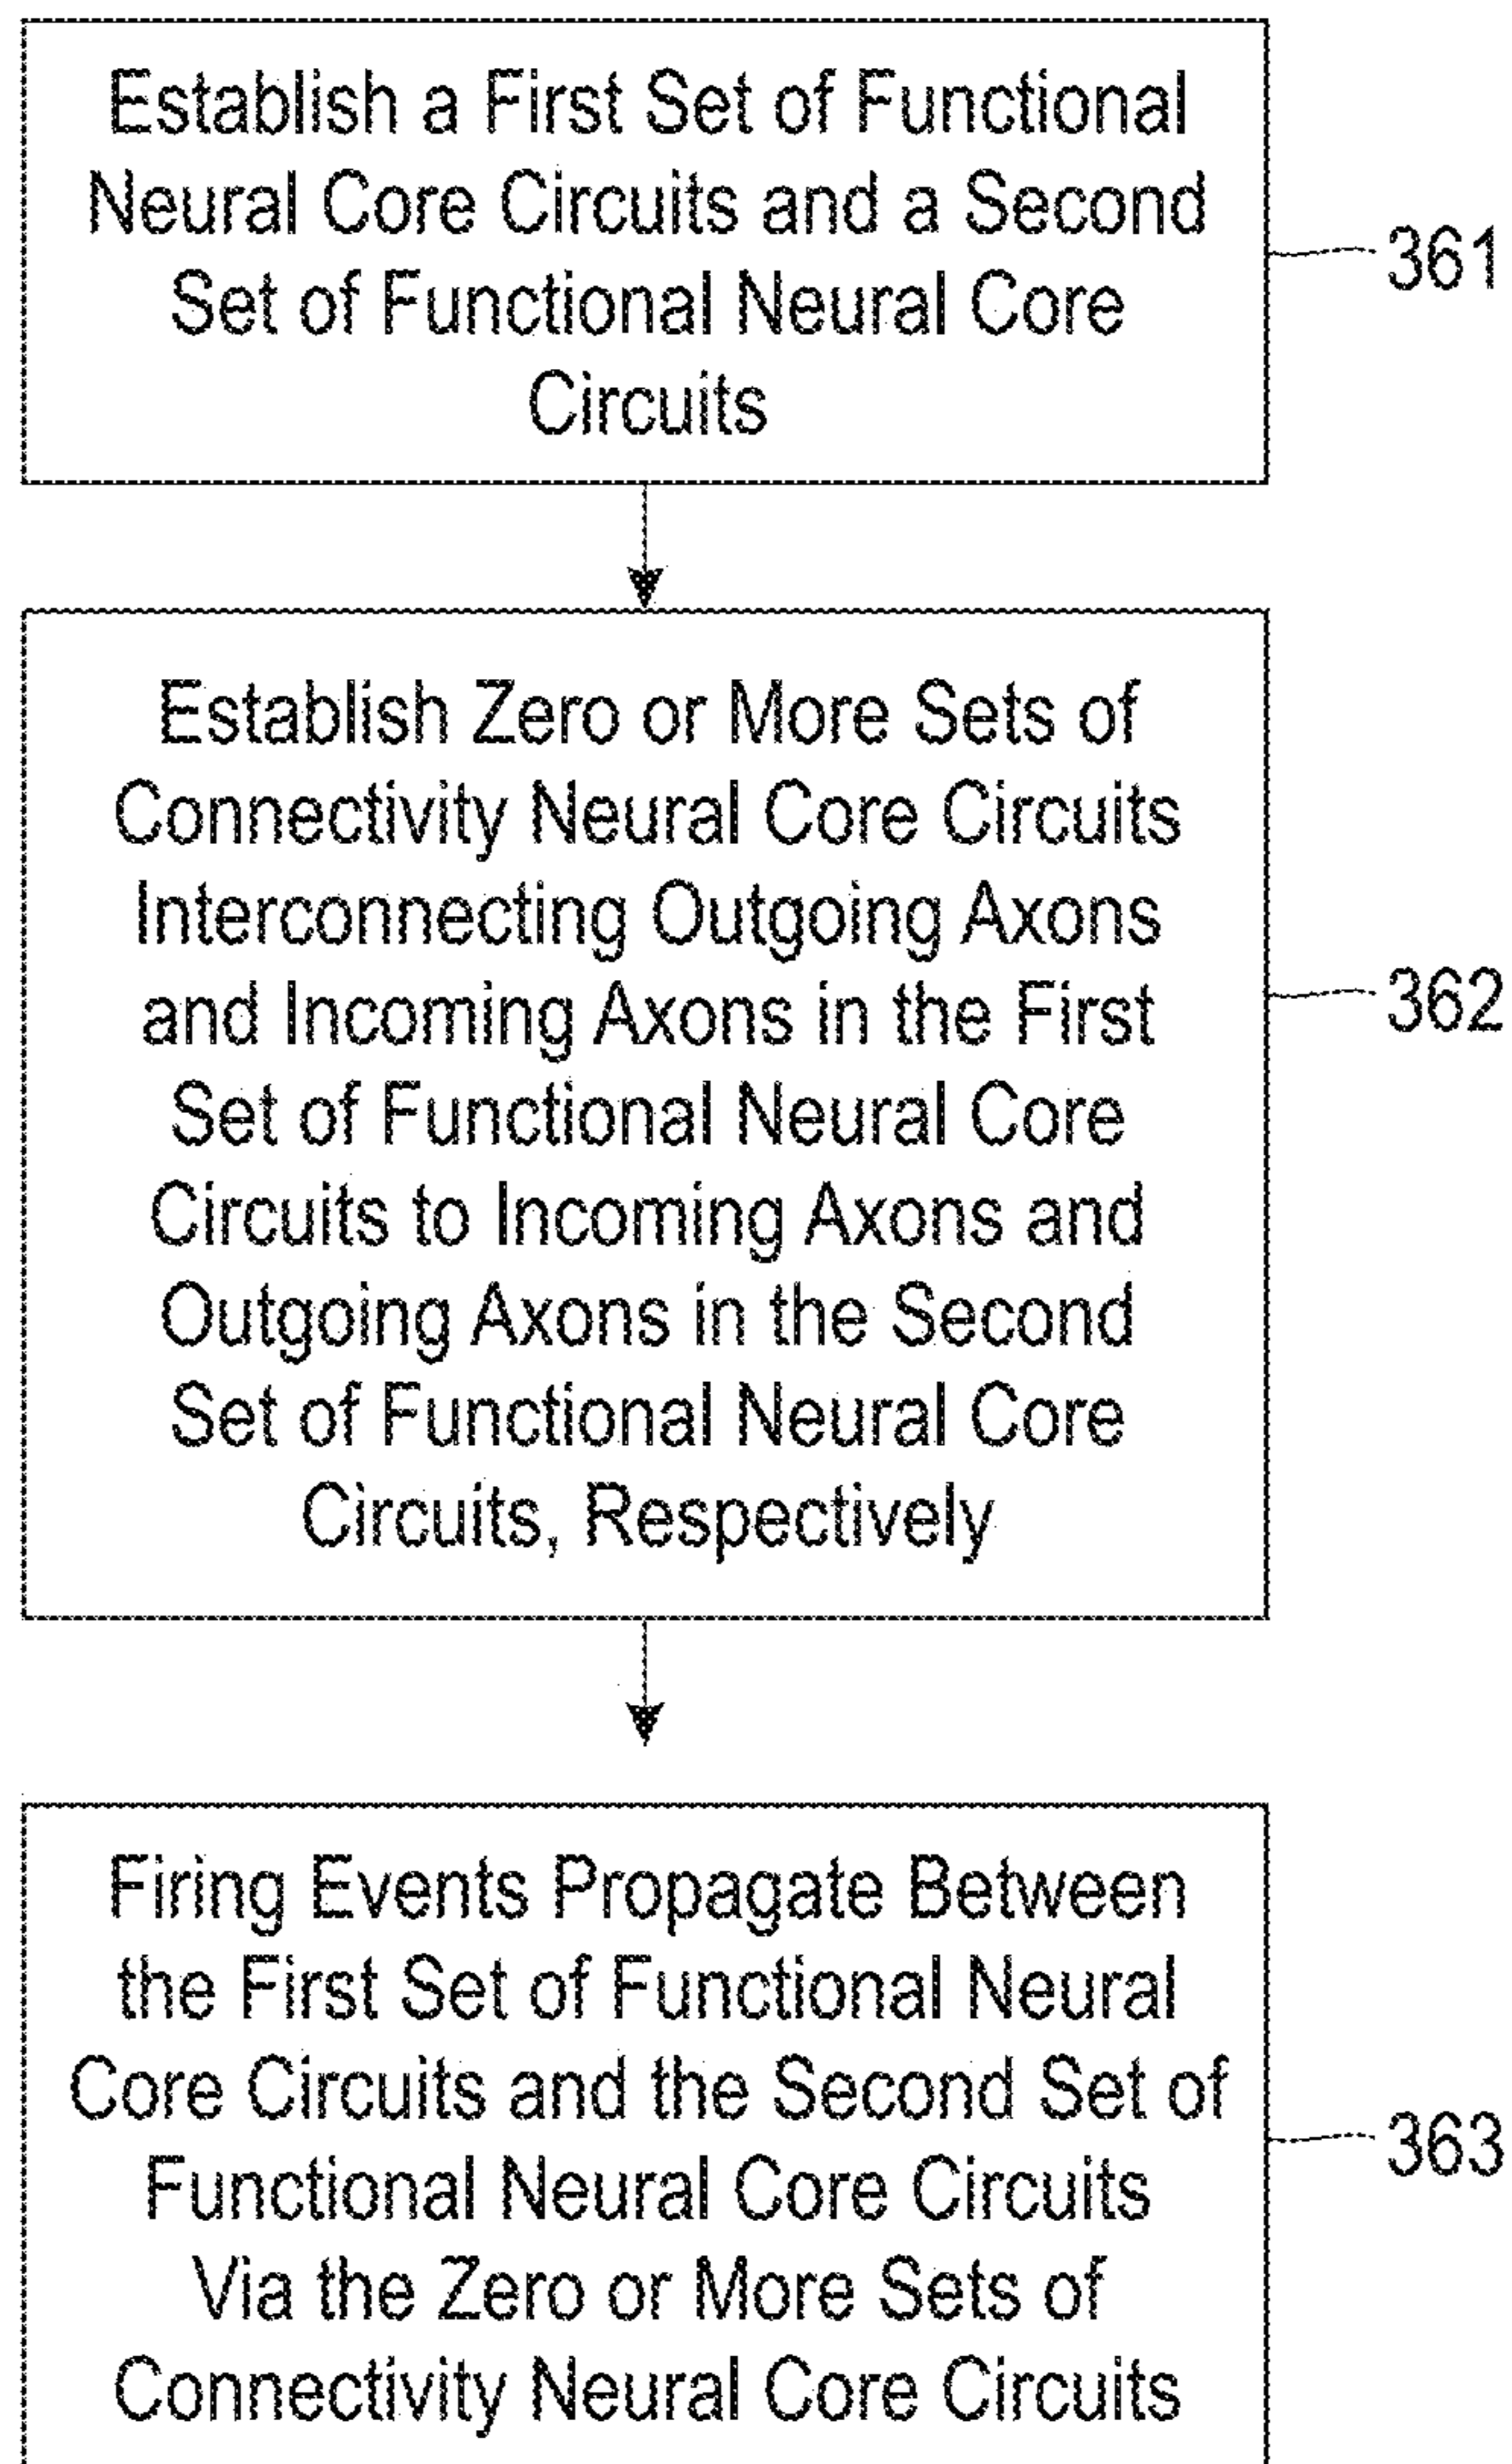 Establish a First Set of Functional
Neural Core Circuits and a Second
Set of Functional Neural Core
Circuits
361
Establish Zero or More Sets of
Connectivity Neural Core Circuits
Interconnecting Outgoing Axons
and Incoming Axons in the First
Set of Functional Neural Core
Circuits to Incoming Axons and
Outgoing Axons in the Second
Set of Functional Neural Core
Circuits, Respectively
362
Firing Events Propagate Between
the First Set of Functional Neural
Core Circuits and the Second Set of
Functional Neural Core Circuits
Via the Zero or More Sets of
Connectivity Neural Core Circuits
363